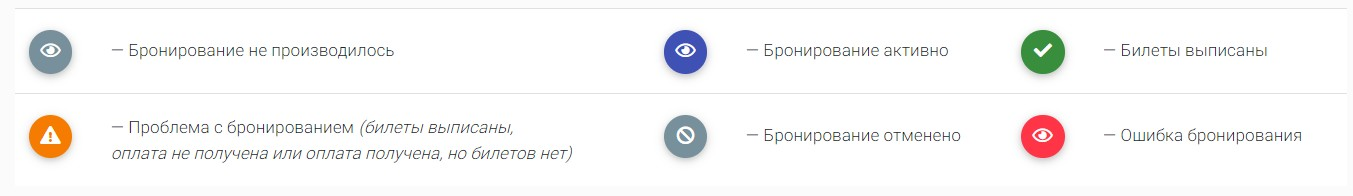 — Бронирование не производилось
— Бронирование активно
— Билеты выписаны
— Проблема с бронированием (билеты выписаны,
оплата не получена или оплата получена, но билетов нет)
— Бронирование отменено
— Ошибка бронирования